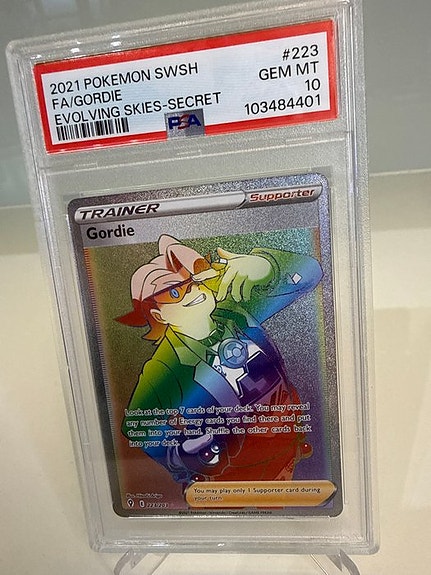 2021 POKEMON SWSH #223
FA/GORDIE GEM MT
EVOLVING SKIES-SECRET 10
103484401
PSA
TRAINER Supporter
Gordie
Look at the top 7 cards of your deck. You may reveal
any number of Energy cards you find there and put
them into your hand. Shuffle the other cards back
into your deck.
You may play only 1 Supporter card during
your turn.
223/203